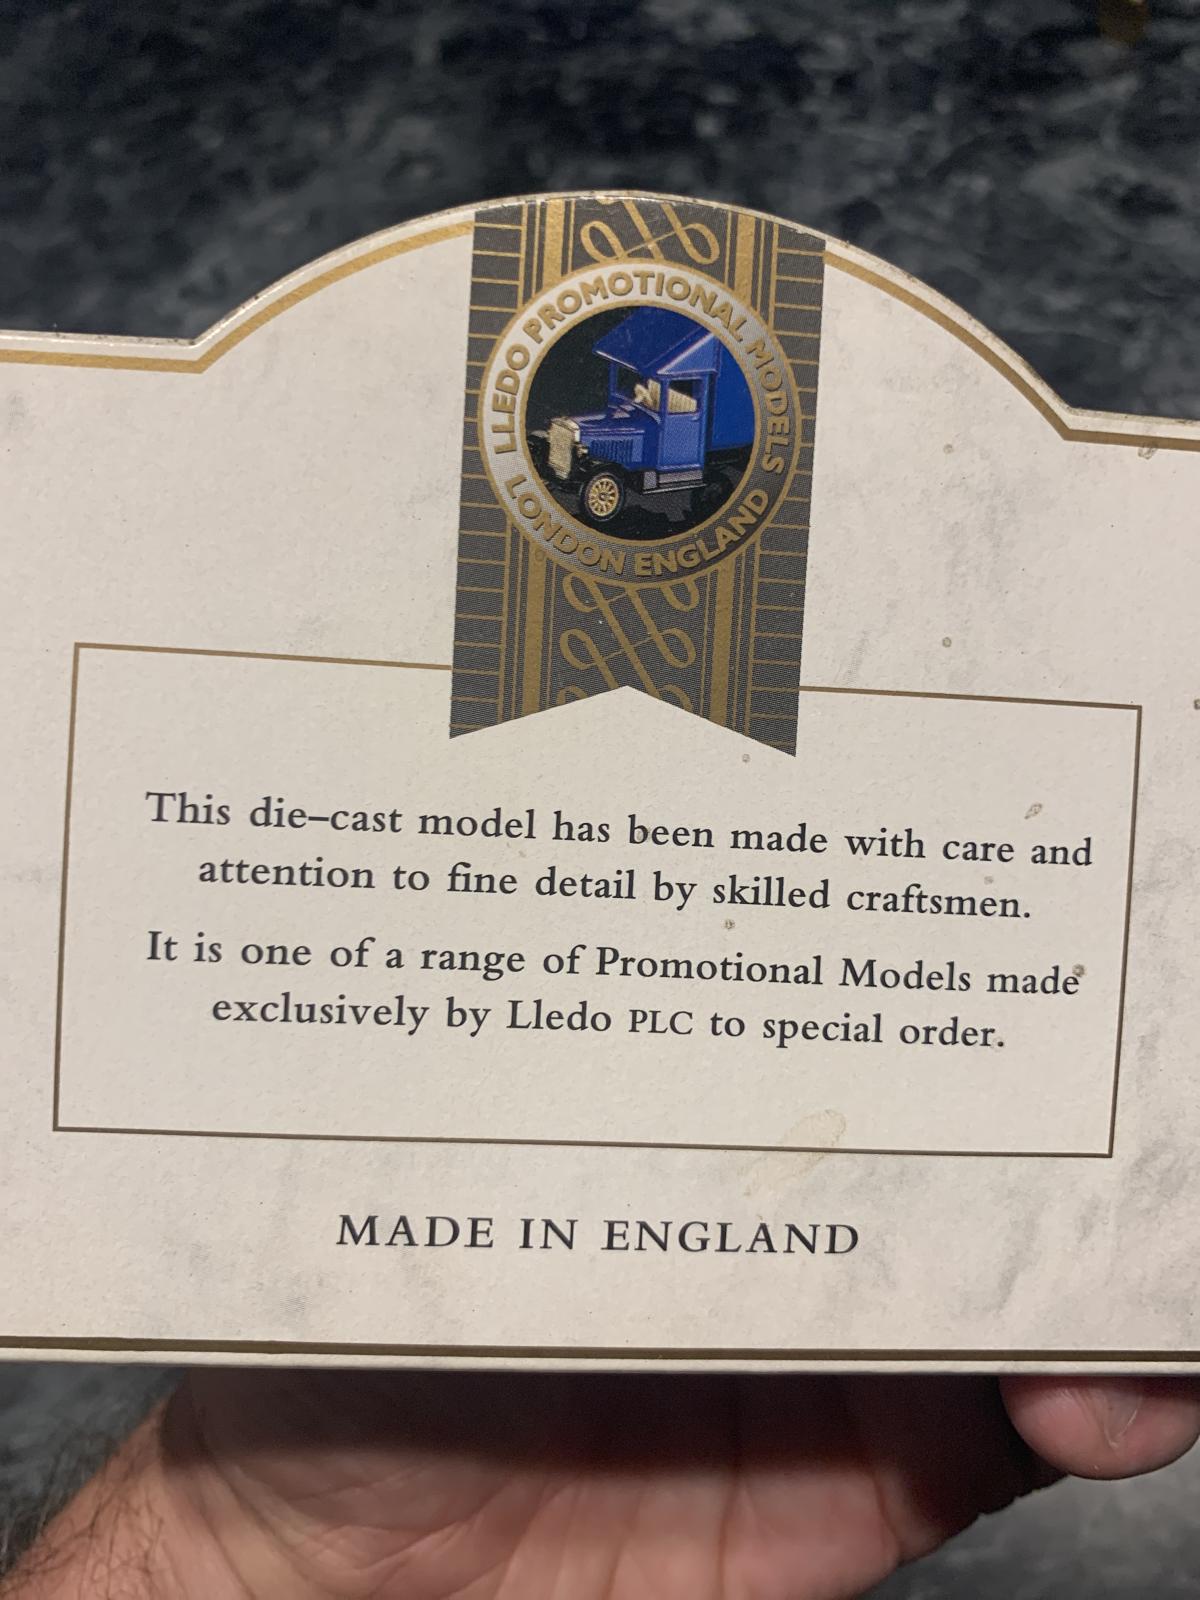 LLEDO PROMOTIONAL MODELS
LONDON ENGLAND
This die–cast model has been made with care and
attention to fine detail by skilled craftsmen.
It is one of a range of Promotional Models made
exclusively by Lledo PLC to special order.
MADE IN ENGLAND